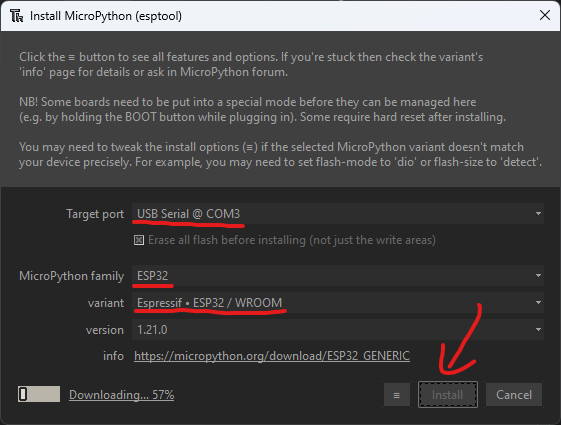 Install MicroPython (esptool)
Click the ≡ button to see all features and options. If you're stuck then check the variant's
'info' page for details or ask in MicroPython forum.
NB! Some boards need to be put into a special mode before they can be managed here
(e.g. by holding the BOOT button while plugging in). Some require hard reset after installing.
You may need to tweak the install options (≡) if the selected MicroPython variant doesn't match
your device precisely. For example, you may need to set flash-mode to 'dio' or flash-size to 'detect'.
Target port USB Serial @ COM3
Erase all flash before installing (not just the write areas)
MicroPython family ESP32
variant Espressif • ESP32 / WROOM
version 1.21.0
info https://micropython.org/download/ESP32_GENERIC
Downloading... 57% ≡ Install Cancel